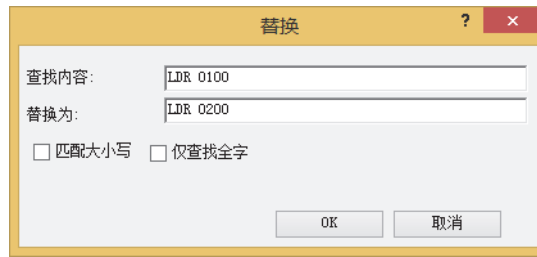 替换
?
×
查找内容:
LDR 0100
替换为:
LDR 0200
匹配大小写 仅查找全字
OK 取消